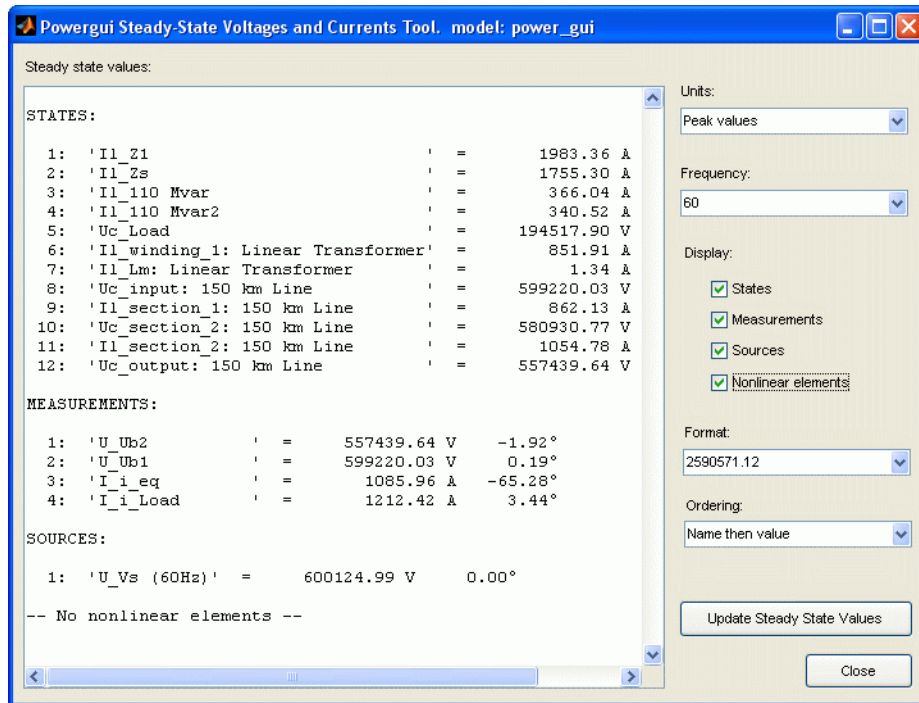 Powergui Steady-State Voltages and Currents Tool. model: power_gui
Steady state values:
STATES:
1: 'Il_Z1 ' = 1983.36 A
2: 'Il_Zs ' = 1755.30 A
3: 'Il_110 Mvar ' = 366.04 A
4: 'Il_110 Mvar2 ' = 340.52 A
5: 'Uc_Load ' = 194517.90 V
6: 'Il_winding_1: Linear Transformer' = 851.91 A
7: 'Il_Lm: Linear Transformer ' = 1.34 A
8: 'Uc_input: 150 km Line ' = 599220.03 V
9: 'Il_section_1: 150 km Line ' = 862.13 A
10: 'Uc_section_2: 150 km Line ' = 580930.77 V
11: 'Il_section_2: 150 km Line ' = 1054.78 A
12: 'Uc_output: 150 km Line ' = 557439.64 V
MEASUREMENTS:
1: 'U_Ub2 ' = 557439.64 V -1.92°
2: 'U_Ub1 ' = 599220.03 V 0.19°
3: 'I_i_eq ' = 1085.96 A -65.28°
4: 'I_i_Load ' = 1212.42 A 3.44°
SOURCES:
1: 'U_Vs (60Hz)' = 600124.99 V 0.00°
-- No nonlinear elements --
Units:
Peak values
Frequency:
60
Display:
States
Measurements
Sources
Nonlinear elements
Format:
2590571.12
Ordering:
Name then value
Update Steady State Values
Close